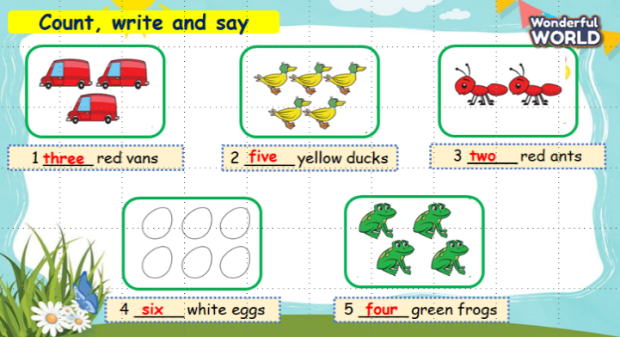 Count, write and say
Wonderful
WORLD
1 three red vans
2 five yellow ducks
3 two red ants
4 six white eggs
5 four green frogs